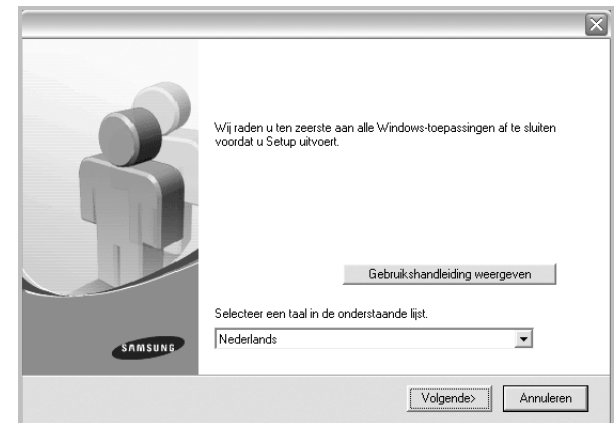 Wij raden u ten zeerste aan alle Windows-toepassingen af te sluiten
voordat u Setup uitvoert.
Gebruikshandleiding weergeven
Selecteer een taal in de onderstaande lijst.
Nederlands
SAMSUNG
Volgende>
Annuleren